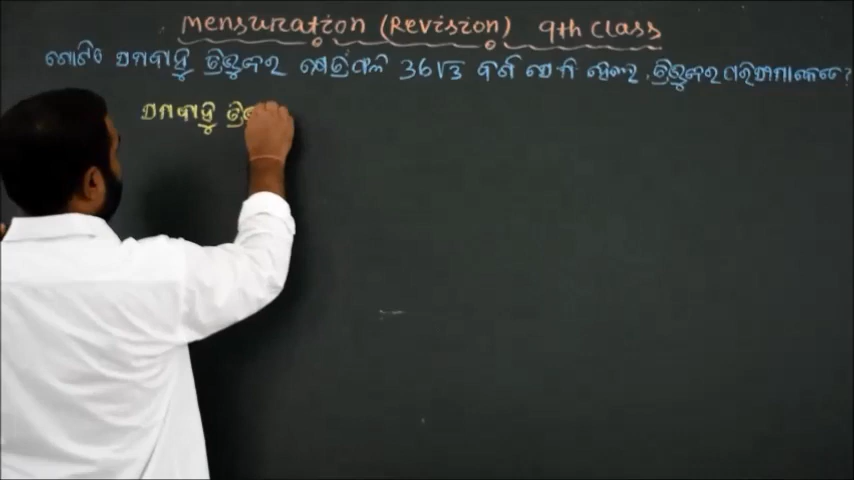 Mensuration (Revision) 9th Class
ଗୋଟିଏ ସମବାହୁ ତ୍ରିଭୁଜର କ୍ଷେତ୍ରଫଳ 36√3 ବର୍ଗ ସେ.ମି ହେଲେ, ତ୍ରିଭୁଜର ପରିସୀମା କେତେ?
ସମବାହୁ